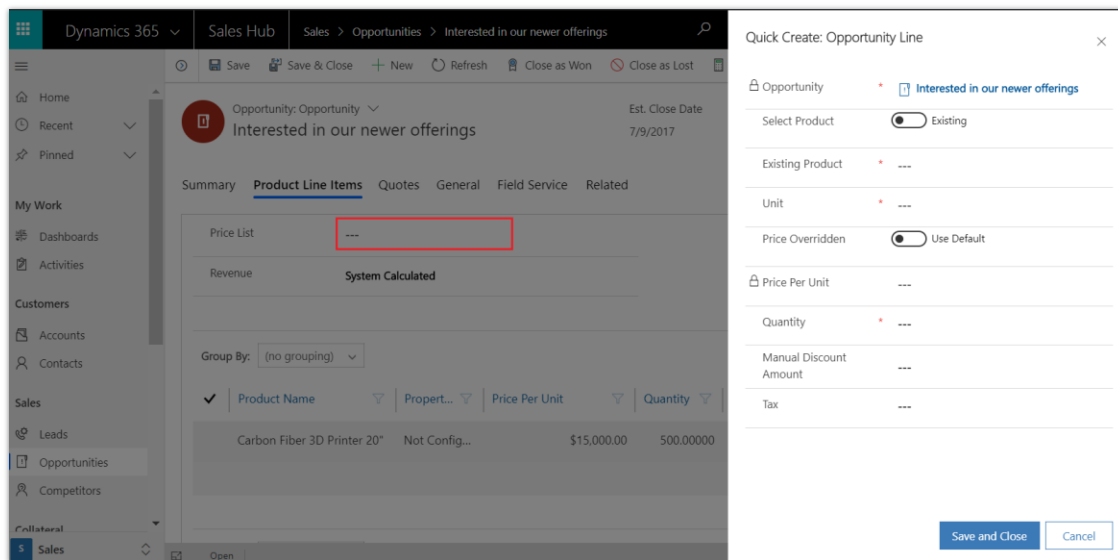 Dynamics 365
Sales Hub
Sales > Opportunities > Interested in our newer offerings
Save
Save & Close
New
Refresh
Close as Won
Close as Lost
Home
Recent
Pinned
My Work
Dashboards
Activities
Customers
Accounts
Contacts
Sales
Leads
Opportunities
Competitors
Collateral
S Sales
Opportunity: Opportunity
Interested in our newer offerings
Est. Close Date
7/9/2017
Summary Product Line Items Quotes General Field Service Related
Price List ---
Revenue System Calculated
Group By: (no grouping)
Product Name Propert... Price Per Unit Quantity
Carbon Fiber 3D Printer 20" Not Config... $15,000.00 500.00000
Open
Quick Create: Opportunity Line
Opportunity * Interested in our newer offerings
Select Product Existing
Existing Product * ---
Unit * ---
Price Overridden Use Default
Price Per Unit ---
Quantity * ---
Manual Discount
Amount ---
Tax ---
Save and Close
Cancel